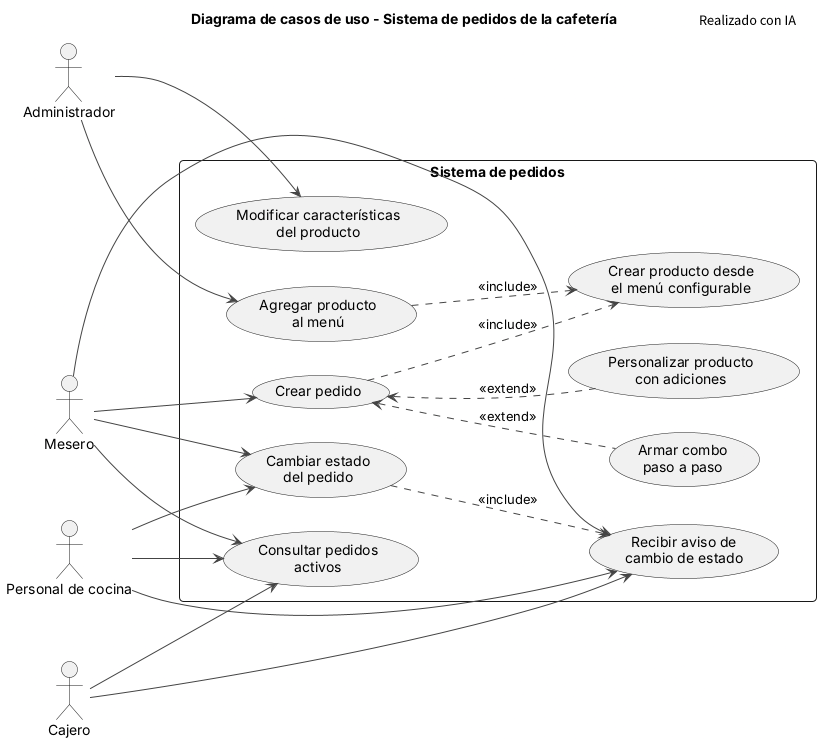 Diagrama de casos de uso - Sistema de pedidos de la cafetería
Realizado con IA
Administrador
Sistema de pedidos
Modificar características
del producto
Agregar producto
al menú
«include»
Crear producto desde
el menú configurable
«include»
Crear pedido
«extend»
Personalizar producto
con adiciones
«extend»
Armar combo
paso a paso
Mesero
Cambiar estado
del pedido
«include»
Recibir aviso de
cambio de estado
Consultar pedidos
activos
Personal de cocina
Cajero